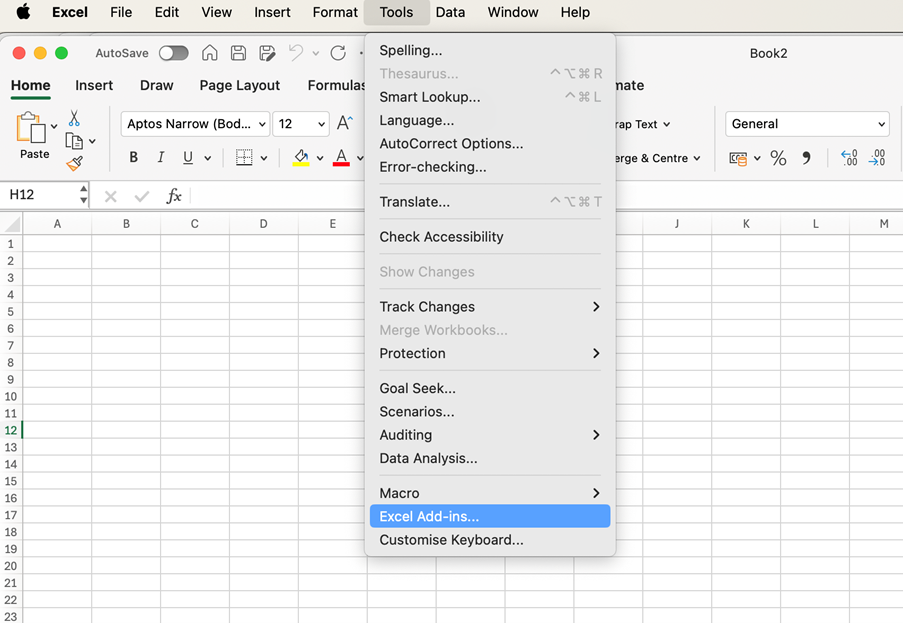 Excel File Edit View Insert Format Tools Data Window Help
AutoSave Book2
Home Insert Draw Page Layout Formulas mate
Paste
Aptos Narrow (Bod... 12 A^ rap Text General
B I U A erge & Centre % 9 .00 .00
H12 fx
A B C D E J K L M
1
2
3
4
5
6
7
8
9
10
11
12
13
14
15
16
17
18
19
20
21
22
23
Spelling...
Thesaurus... ^⌥⌘R
Smart Lookup... ^⌘L
Language...
AutoCorrect Options...
Error-checking...
Translate... ^⌥⌘T
Check Accessibility
Show Changes
Track Changes
Merge Workbooks...
Protection
Goal Seek...
Scenarios...
Auditing
Data Analysis...
Macro
Excel Add-ins...
Customise Keyboard...